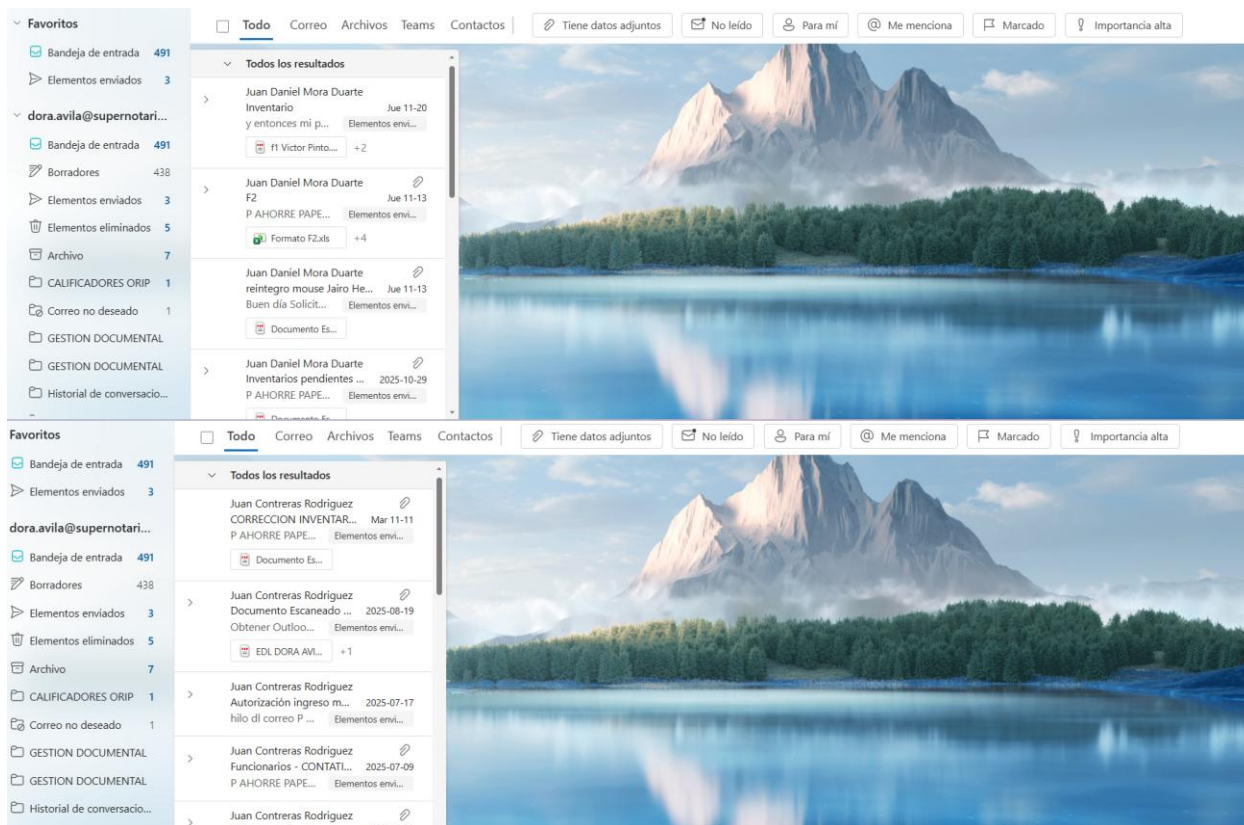 Favoritos
Bandeja de entrada 491
Elementos enviados 3
dora.avila@supernotari...
Bandeja de entrada 491
Borradores 438
Elementos enviados 3
Elementos eliminados 5
Archivo 7
CALIFICADORES ORIP 1
Correo no deseado 1
GESTION DOCUMENTAL
GESTION DOCUMENTAL
Historial de conversacio...
Todo Correo Archivos Teams Contactos Tiene datos adjuntos No leído Para mí Me menciona Marcado Importancia alta
Todos los resultados
Juan Daniel Mora Duarte
Inventario Jue 11-20
y entonces mi p... Elementos envi...
f1 Victor Pinto.... +2
Juan Daniel Mora Duarte
F2 Jue 11-13
P AHORRE PAPE... Elementos envi...
Formato F2.xls +4
Juan Daniel Mora Duarte
reintegro mouse Jairo He... Jue 11-13
Buen día Solicit... Elementos envi...
Documento Es...
Juan Daniel Mora Duarte
Inventarios pendientes ... 2025-10-29
P AHORRE PAPE... Elementos envi...
Documento Es...
Favoritos
Bandeja de entrada 491
Elementos enviados 3
dora.avila@supernotari...
Bandeja de entrada 491
Borradores 438
Elementos enviados 3
Elementos eliminados 5
Archivo 7
CALIFICADORES ORIP 1
Correo no deseado 1
GESTION DOCUMENTAL
GESTION DOCUMENTAL
Historial de conversacio...
Todo Correo Archivos Teams Contactos Tiene datos adjuntos No leído Para mí Me menciona Marcado Importancia alta
Todos los resultados
Juan Contreras Rodriguez
CORRECCION INVENTAR... Mar 11-11
P AHORRE PAPE... Elementos envi...
Documento Es...
Juan Contreras Rodriguez
Documento Escaneado ... 2025-08-19
Obtener Outloo... Elementos envi...
EDL DORA AVI... +1
Juan Contreras Rodriguez
Autorización ingreso m... 2025-07-17
hilo dl correo P ... Elementos envi...
Juan Contreras Rodriguez
Funcionarios - CONTATI... 2025-07-09
P AHORRE PAPE... Elementos envi...
Juan Contreras Rodriguez